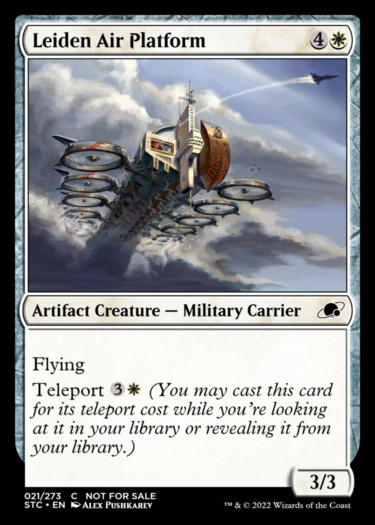 Leiden Air Platform 4
Artifact Creature — Military Carrier
Flying
Teleport 3 (You may cast this card
for its teleport cost while you're looking
at it in your library or revealing it from
your library.)
3/3
021/273 C NOT FOR SALE
STC • EN Alex Pushkarev
™ & © 2022 Wizards of the Coast